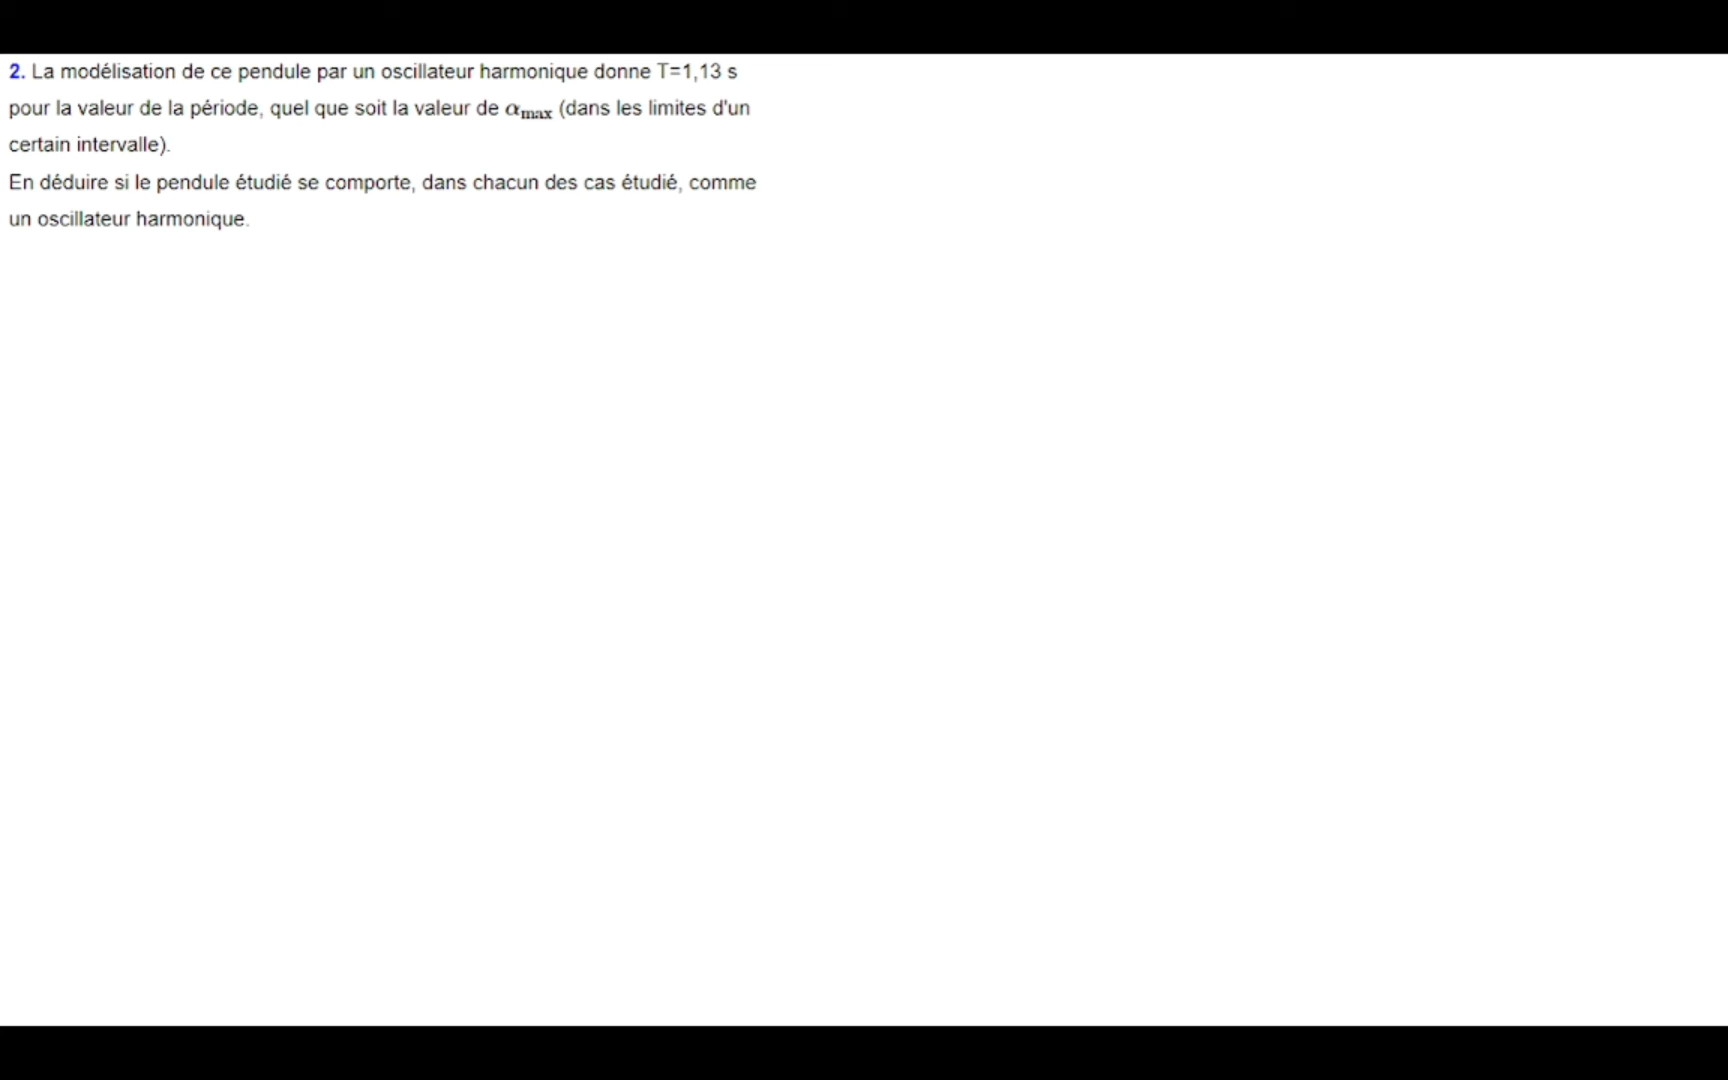 2. La modélisation de ce pendule par un oscillateur harmonique donne T=1,13 s
pour la valeur de la période, quel que soit la valeur de αmax (dans les limites d'un
certain intervalle).
En déduire si le pendule étudié se comporte, dans chacun des cas étudié, comme
un oscillateur harmonique.